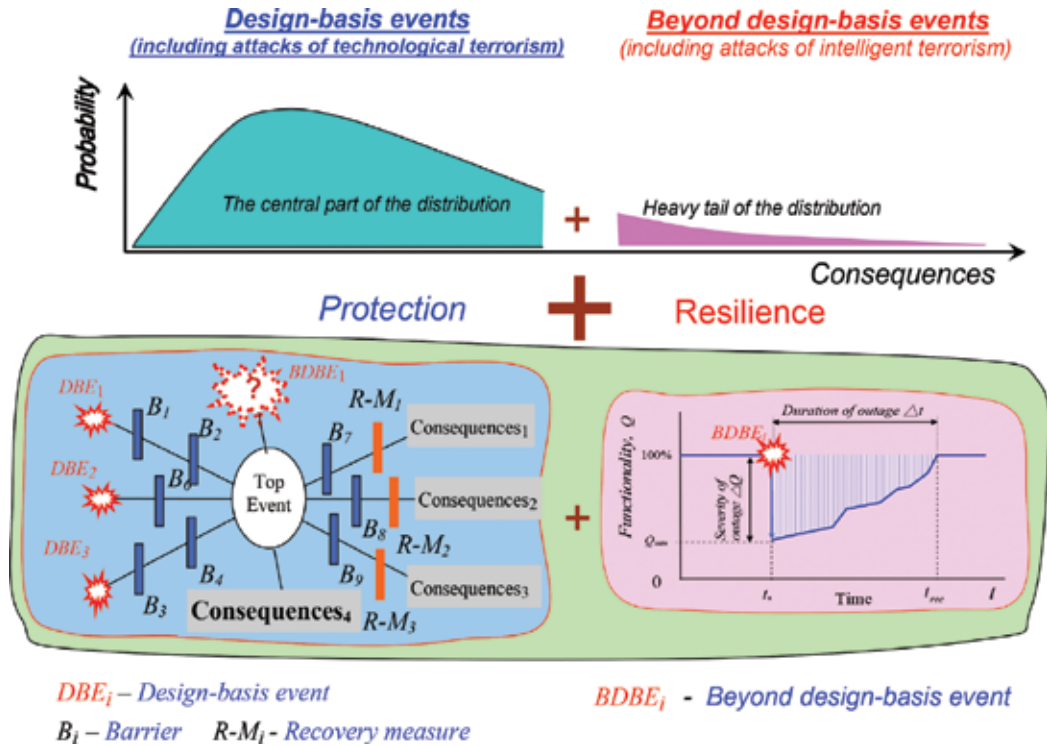 Design-basis events
(including attacks of technological terrorism)
Beyond design-basis events
(including attacks of intelligent terrorism)
Probability
The central part of the distribution
+
Heavy tail of the distribution
Consequences
Protection
+
Resilience
DBE₁
B₁
B₂
?
BDBE₁
R-M₁
B₇
Consequences₁
DBE₂
B₆
Top
Event
Consequences₂
B₈
R-M₂
DBE₃
B₃
B₄
B₉
Consequences₃
R-M₃
Consequences₄
+
Duration of outage △t
Functionality, Q
BDBE₁
100%
Severity of
outage △Q
Qₘᵢₙ
0
t*
Time
t_rec
t
DBEᵢ – Design-basis event
BDBEᵢ - Beyond design-basis event
Bᵢ – Barrier R-Mᵢ - Recovery measure